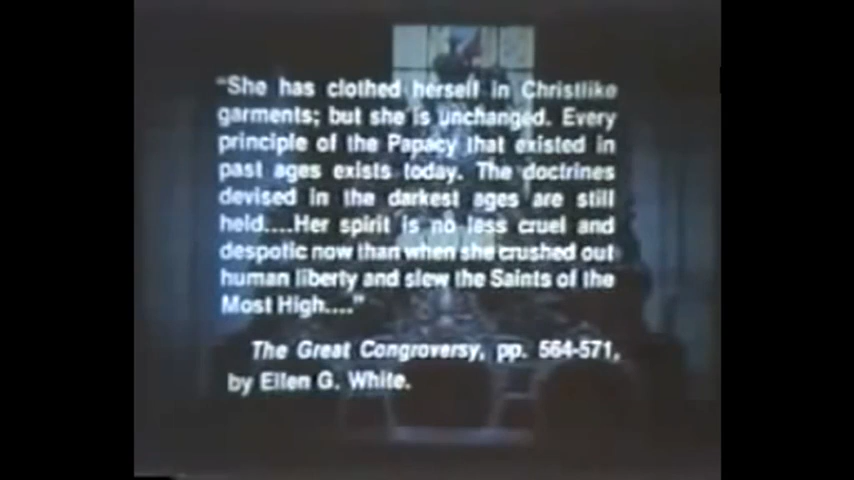 "She has clothed herself in Christlike
garments; but she is unchanged. Every
principle of the Papacy that existed in
past ages exists today. The doctrines
devised in the darkest ages are still
held....Her spirit is no less cruel and
despotic now than when she crushed out
human liberty and slew the Saints of the
Most High...."
The Great Congroversy, pp. 564-571,
by Ellen G. White.